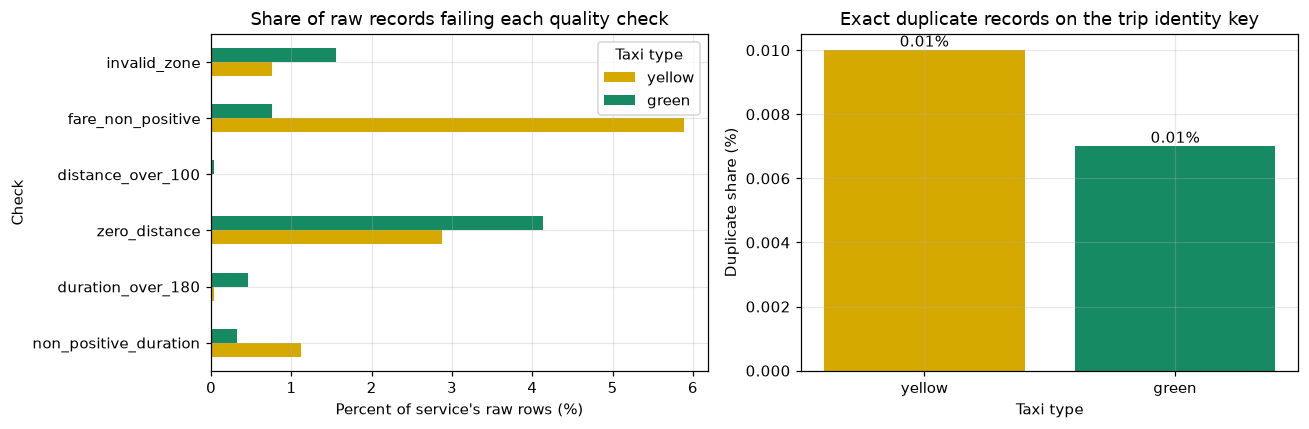 Share of raw records failing each quality check
Check
invalid_zone
fare_non_positive
distance_over_100
zero_distance
duration_over_180
non_positive_duration
Taxi type
yellow
green
0 1 2 3 4 5 6
Percent of service's raw rows (%)
Exact duplicate records on the trip identity key
Duplicate share (%)
0.010
0.008
0.006
0.004
0.002
0.000
0.01%
0.01%
yellow green
Taxi type